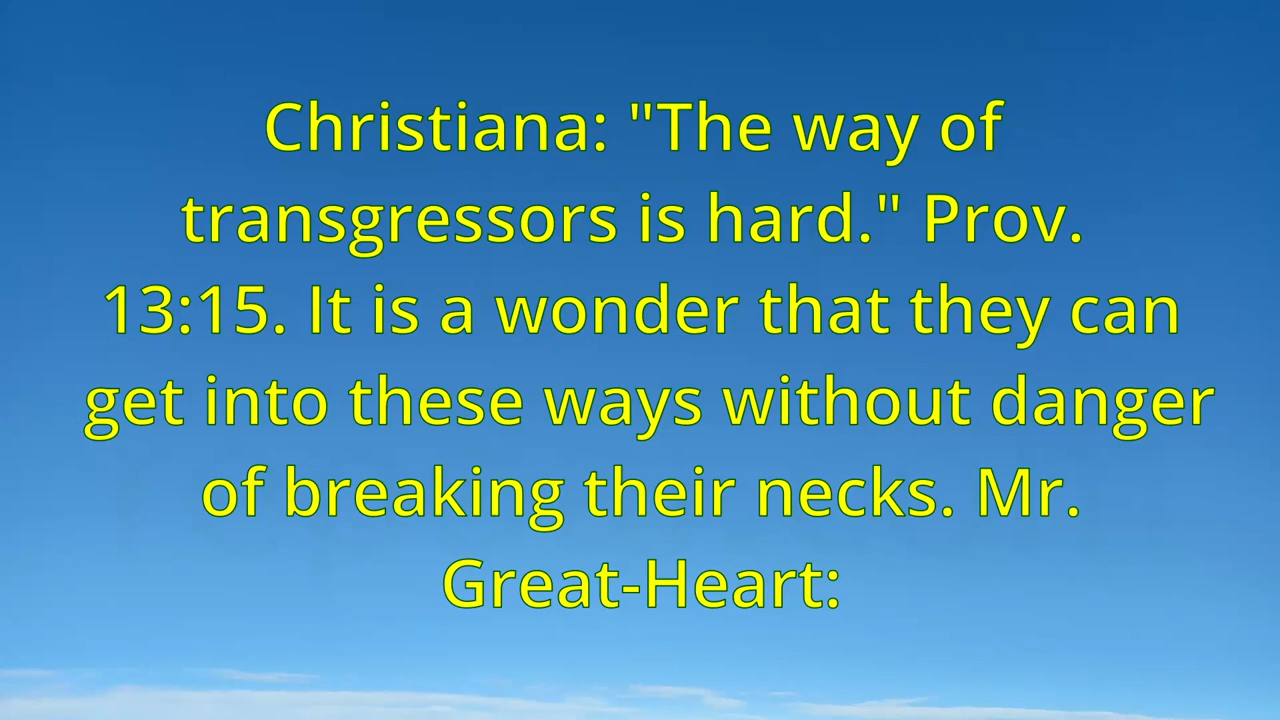 Christiana: "The way of
transgressors is hard." Prov.
13:15. It is a wonder that they can
get into these ways without danger
of breaking their necks. Mr.
Great-Heart: